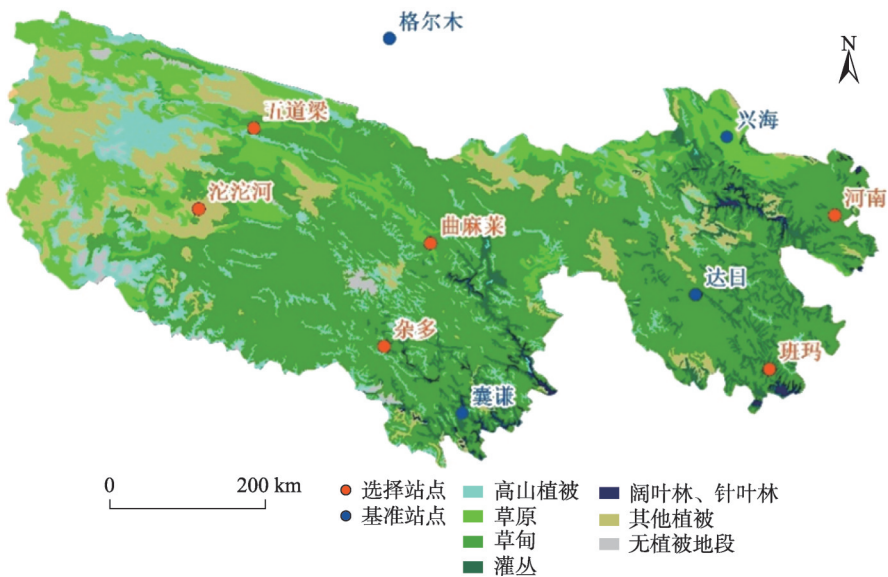 格尔木
N
五道梁
兴海
沱沱河
河南
曲麻莱
达日
杂多
班玛
囊谦
0 200 km
选择站点
基准站点
高山植被
草原
草甸
灌丛
阔叶林、针叶林
其他植被
无植被地段